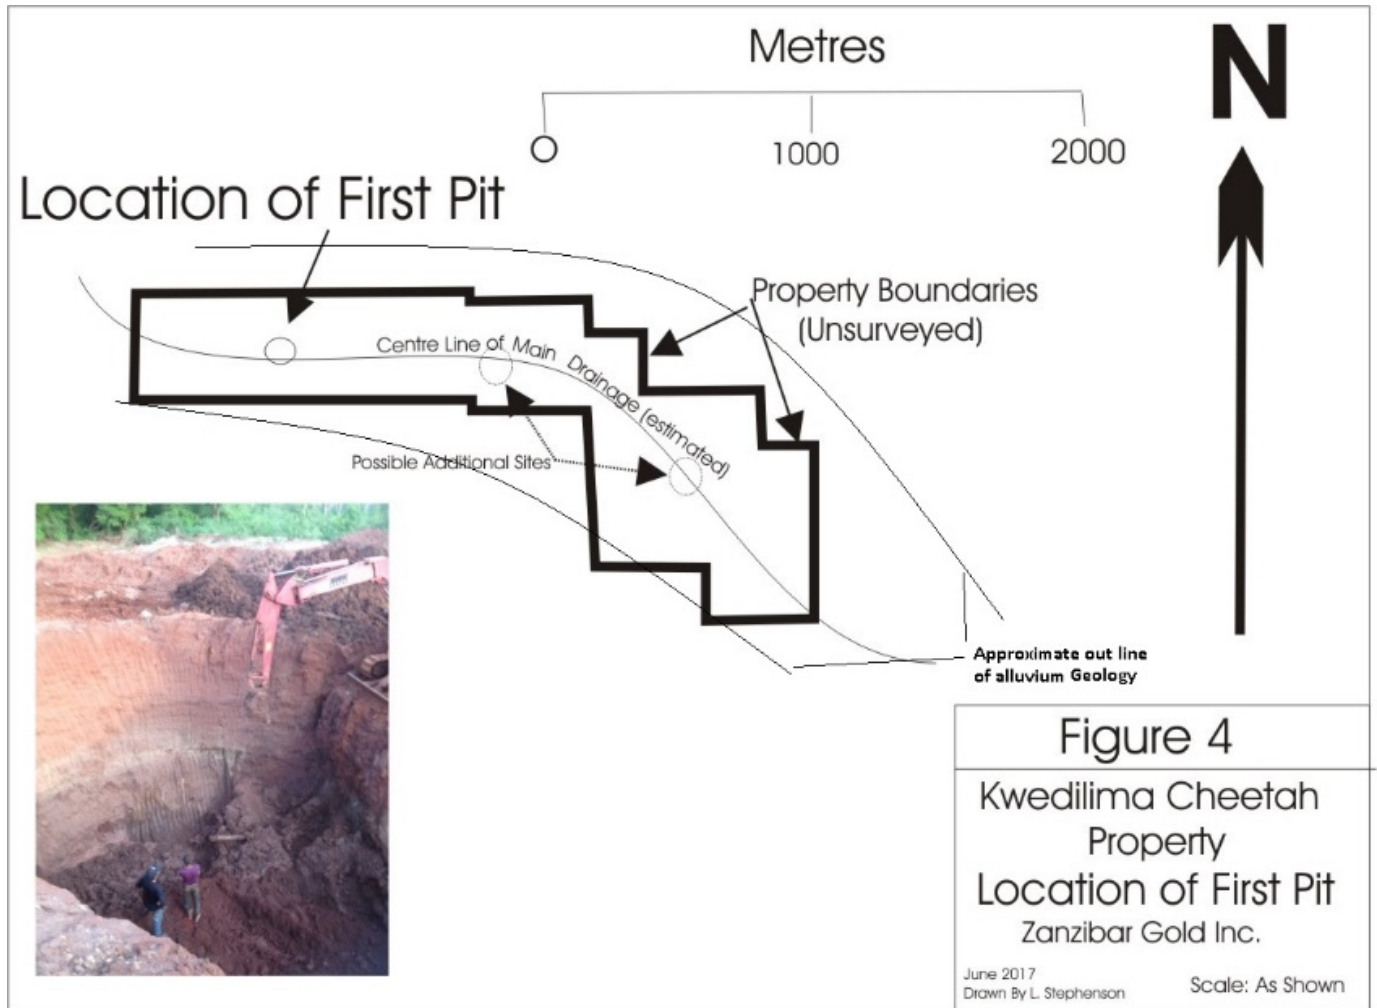 Metres
O 1000 2000
N
Location of First Pit
Property Boundaries
(Unsurveyed)
Centre Line of Main Drainage (estimated)
Possible Additional Sites
Approximate out line
of alluvium Geology
Figure 4
Kwedilima Cheetah
Property
Location of First Pit
Zanzibar Gold Inc.
June 2017
Drawn By L. Stephenson
Scale: As Shown